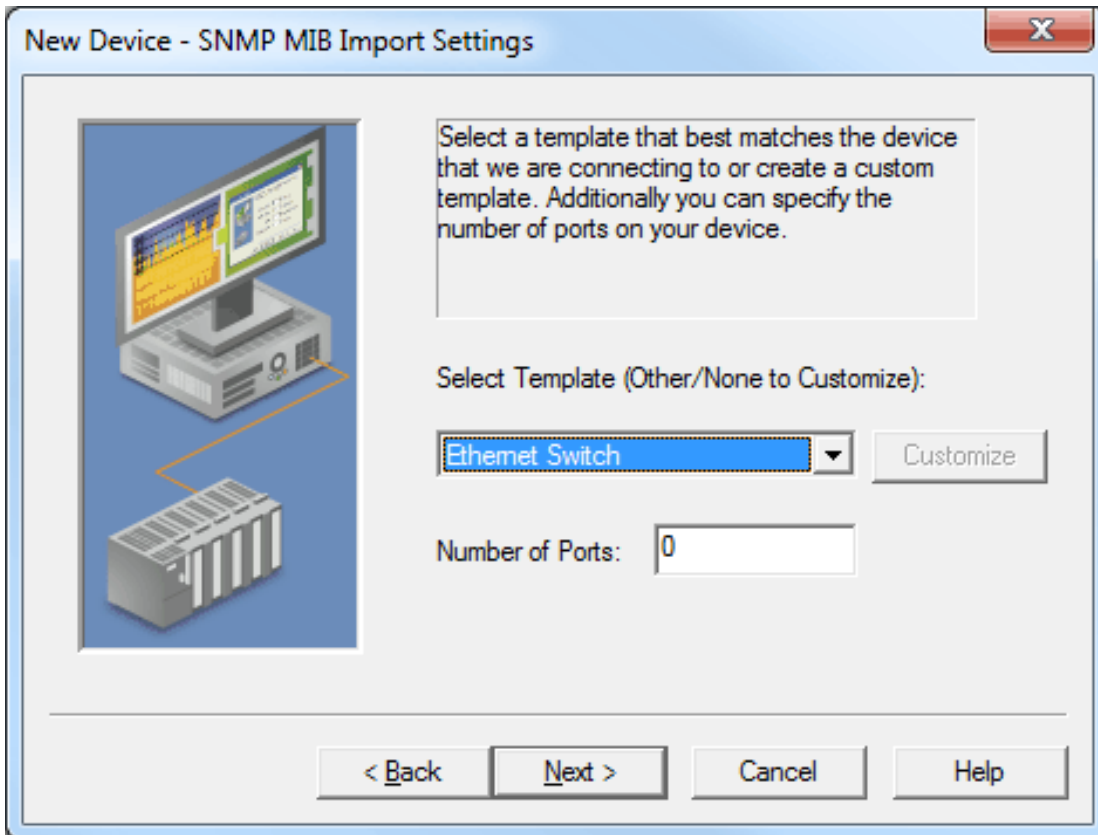 New Device - SNMP MIB Import Settings
X
Select a template that best matches the device
that we are connecting to or create a custom
template. Additionally you can specify the
number of ports on your device.
Select Template (Other/None to Customize):
Ethernet Switch
Customize
Number of Ports:
0
< Back
Next >
Cancel
Help